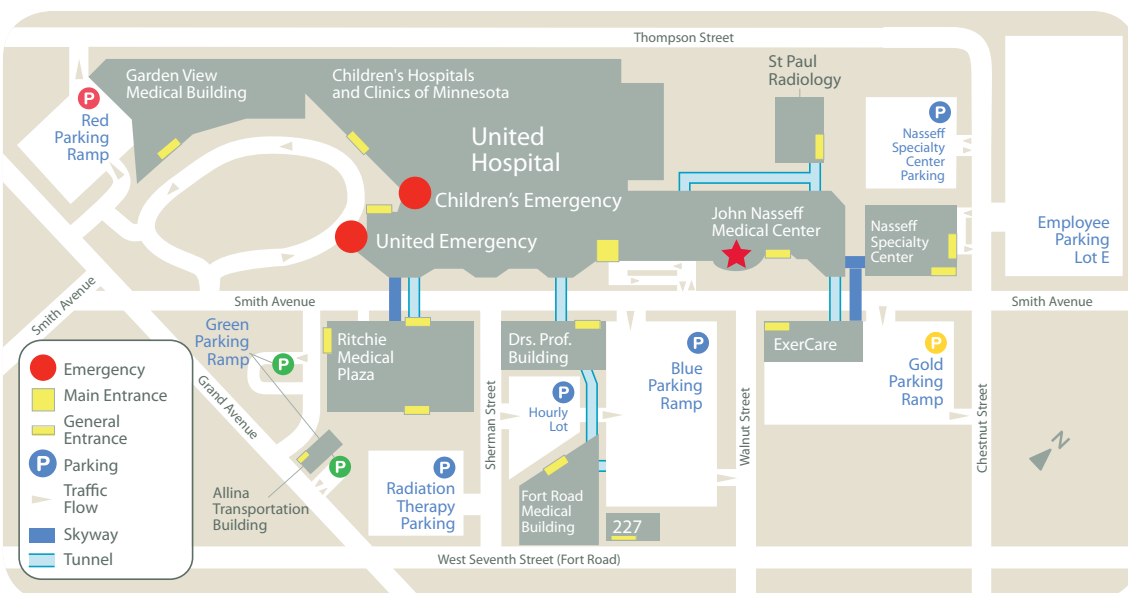 Thompson Street
St Paul
Radiology
Garden View
Medical Building
Children's Hospitals
and Clinics of Minnesota
P
Red
Parking
Ramp
United
Hospital
P
Nasseff
Specialty
Center
Parking
Children's Emergency
United Emergency
John Nasseff
Medical Center
Nasseff
Specialty
Center
Employee
Parking
Lot E
Smith Avenue
Smith Avenue
Smith Avenue
Green
Parking
Ramp
P
Ritchie
Medical
Plaza
Drs. Prof.
Building
P
Blue
Parking
Ramp
ExerCare
P
Gold
Parking
Ramp
P
Hourly
Lot
Grand Avenue
Sherman Street
Walnut Street
Chestnut Street
N
P
Allina
Transportation
Building
P
Radiation
Therapy
Parking
Fort Road
Medical
Building
227
West Seventh Street (Fort Road)
Emergency
Main Entrance
General
Entrance
P
Parking
Traffic
Flow
Skyway
Tunnel